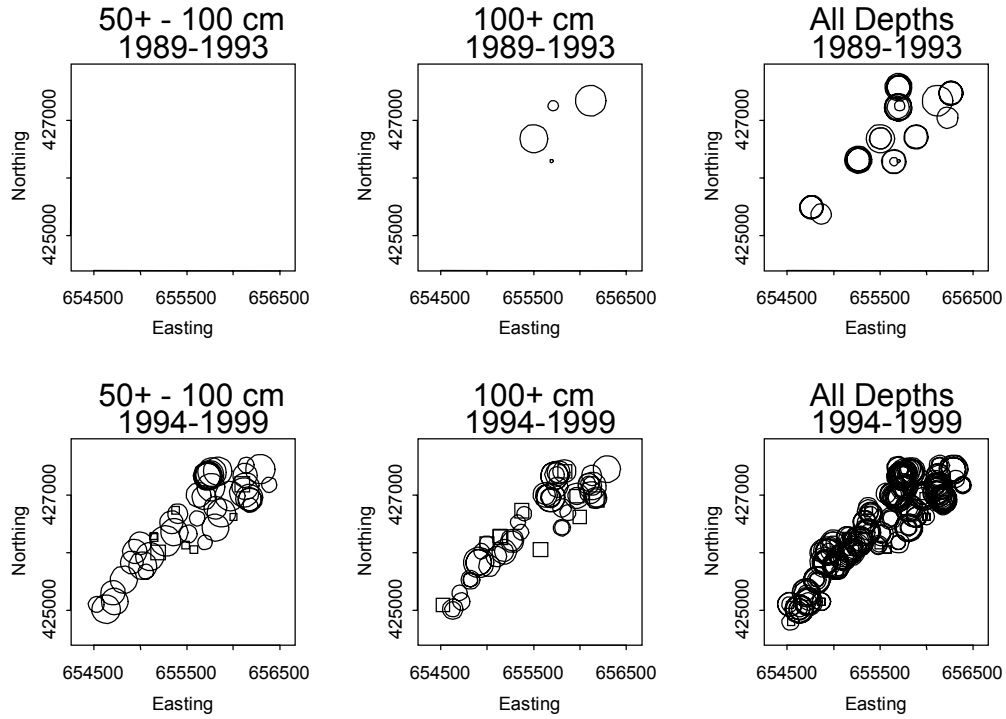 50+ - 100 cm
1989-1993
Northing
427000
425000
654500 655500 656500
Easting
100+ cm
1989-1993
Northing
427000
425000
654500 655500 656500
Easting
All Depths
1989-1993
Northing
427000
425000
654500 655500 656500
Easting
50+ - 100 cm
1994-1999
Northing
427000
425000
654500 655500 656500
Easting
100+ cm
1994-1999
Northing
427000
425000
654500 655500 656500
Easting
All Depths
1994-1999
Northing
427000
425000
654500 655500 656500
Easting